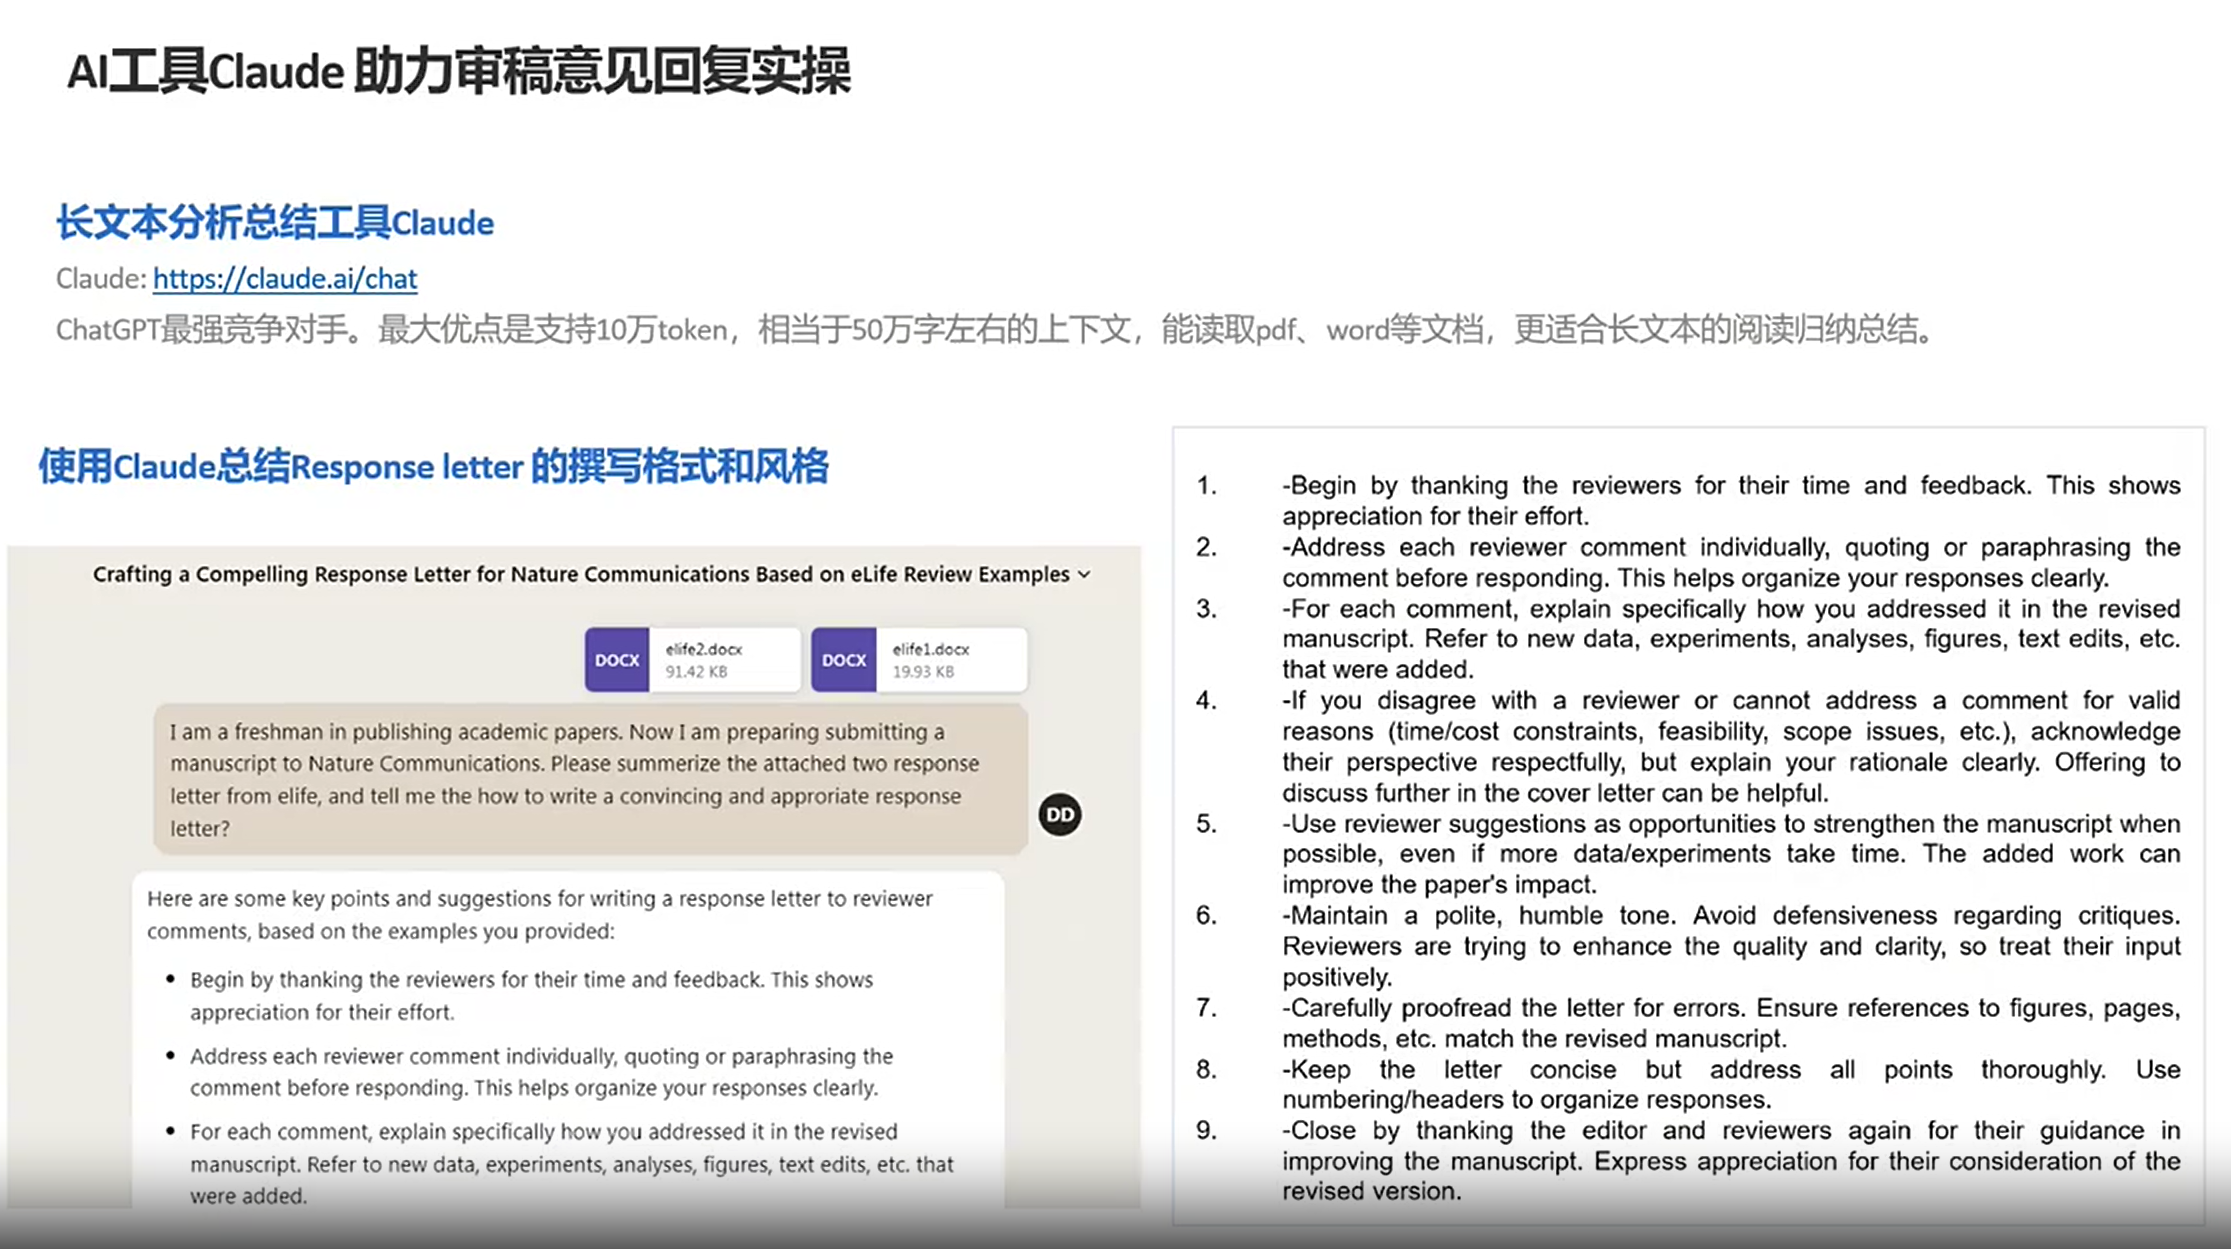 AI工具Claude 助力审稿意见回复实操
长文本分析总结工具Claude
Claude: https://claude.ai/chat
ChatGPT最强竞争对手。最大优点是支持10万token，相当于50万字左右的上下文，能读取pdf、word等文档，更适合长文本的阅读归纳总结。
使用Claude总结Response letter 的撰写格式和风格
Crafting a Compelling Response Letter for Nature Communications Based on eLife Review Examples
DOCX elife2.docx 91.42 KB DOCX elife1.docx 19.93 KB
I am a freshman in publishing academic papers. Now I am preparing submitting a
manuscript to Nature Communications. Please summerize the attached two response
letter from elife, and tell me the how to write a convincing and approriate response
letter?
DD
Here are some key points and suggestions for writing a response letter to reviewer
comments, based on the examples you provided:
• Begin by thanking the reviewers for their time and feedback. This shows
appreciation for their effort.
• Address each reviewer comment individually, quoting or paraphrasing the
comment before responding. This helps organize your responses clearly.
• For each comment, explain specifically how you addressed it in the revised
manuscript. Refer to new data, experiments, analyses, figures, text edits, etc. that
were added.
1. -Begin by thanking the reviewers for their time and feedback. This shows
appreciation for their effort.
2. -Address each reviewer comment individually, quoting or paraphrasing the
comment before responding. This helps organize your responses clearly.
3. -For each comment, explain specifically how you addressed it in the revised
manuscript. Refer to new data, experiments, analyses, figures, text edits, etc.
that were added.
4. -If you disagree with a reviewer or cannot address a comment for valid
reasons (time/cost constraints, feasibility, scope issues, etc.), acknowledge
their perspective respectfully, but explain your rationale clearly. Offering to
discuss further in the cover letter can be helpful.
5. -Use reviewer suggestions as opportunities to strengthen the manuscript when
possible, even if more data/experiments take time. The added work can
improve the paper's impact.
6. -Maintain a polite, humble tone. Avoid defensiveness regarding critiques.
Reviewers are trying to enhance the quality and clarity, so treat their input
positively.
7. -Carefully proofread the letter for errors. Ensure references to figures, pages,
methods, etc. match the revised manuscript.
8. -Keep the letter concise but address all points thoroughly. Use
numbering/headers to organize responses.
9. -Close by thanking the editor and reviewers again for their guidance in
improving the manuscript. Express appreciation for their consideration of the
revised version.